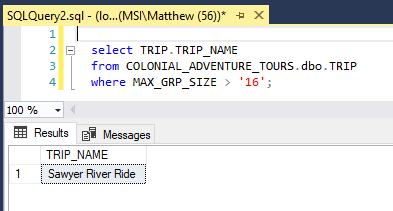 SQLQuery2.sql - (lo...(MSI\Matthew (56))*
1
2 select TRIP.TRIP_NAME
3 from COLONIAL_ADVENTURE_TOURS.dbo.TRIP
4 where MAX_GRP_SIZE > '16';
100 %
Results Messages
TRIP_NAME
1 Sawyer River Ride